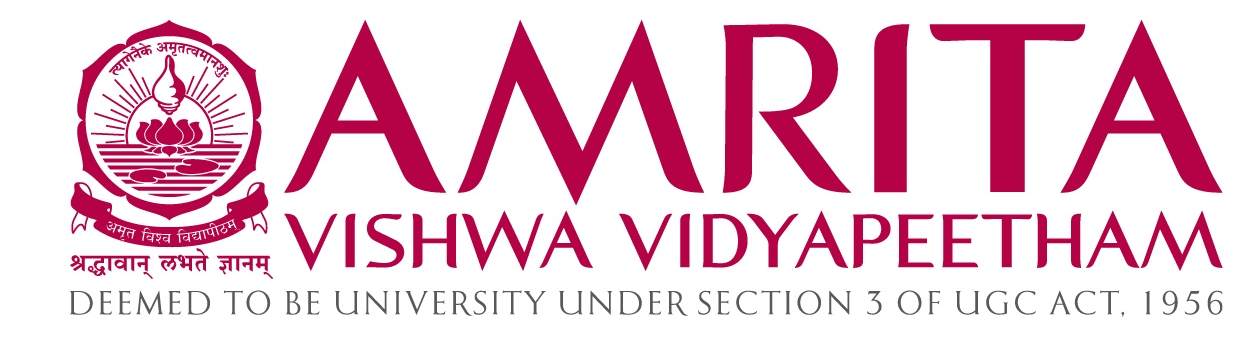 त्यागेनैके अमृतत्वमानशुः
अमृत विश्व विद्यापीठम्
श्रद्धावान् लभते ज्ञानम्
AMRITA
VISHWA VIDYAPEETHAM
DEEMED TO BE UNIVERSITY UNDER SECTION 3 OF UGC ACT, 1956